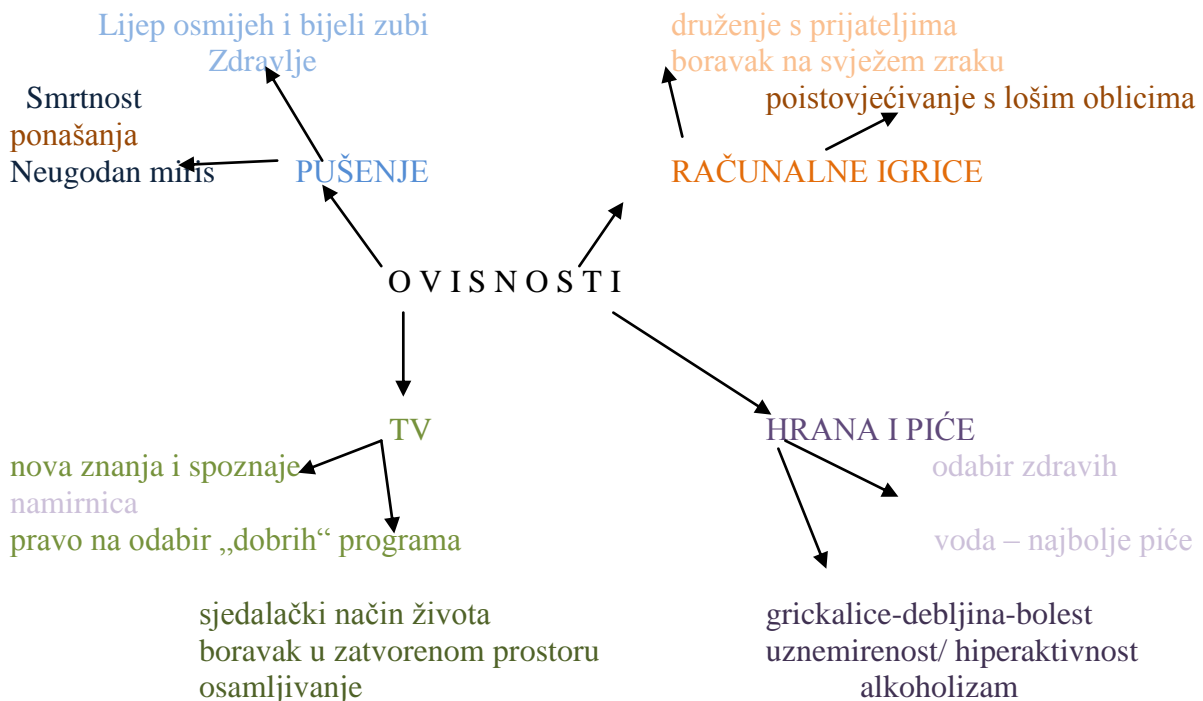 Lijep osmijeh i bijeli zubi
Zdravlje
druženje s prijateljima
boravak na svježem zraku
Smrtnost
poistovjećivanje s lošim oblicima
ponašanja
Neugodan miris
PUŠENJE
RAČUNALNE IGRICE
O V I S N O S T I
TV
HRANA I PIĆE
nova znanja i spoznaje
odabir zdravih
namirnica
pravo na odabir „dobrih“ programa
voda – najbolje piće
sjedalački način života
boravak u zatvorenom prostoru
osamljivanje
grickalice-debljina-bolest
uznemirenost/ hiperaktivnost
alkoholizam